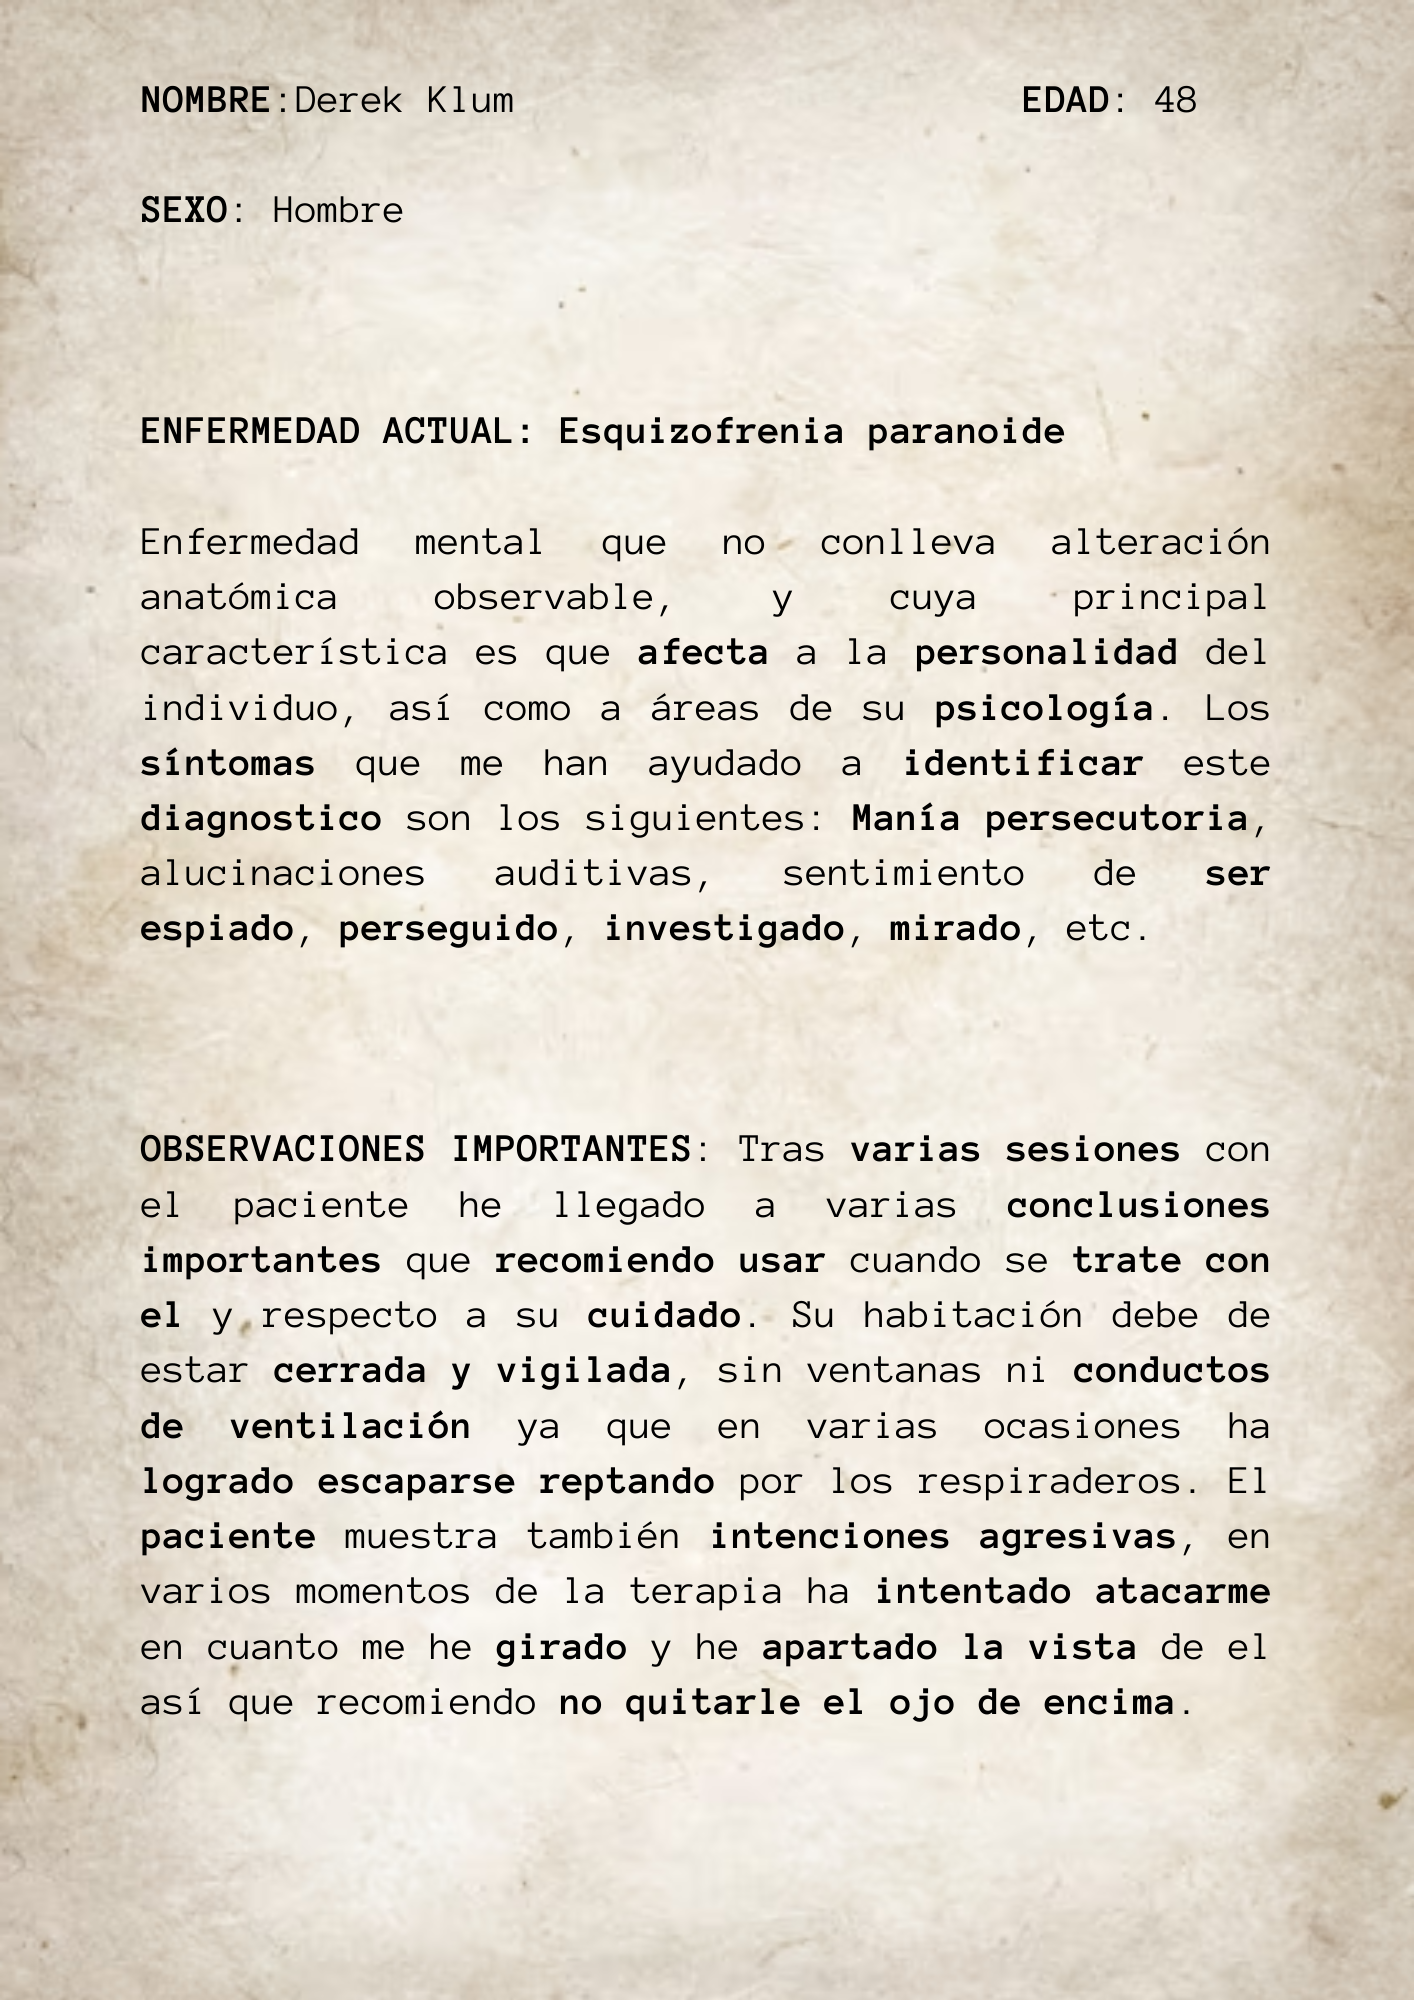 NOMBRE:Derek Klum EDAD: 48
SEXO: Hombre
ENFERMEDAD ACTUAL: Esquizofrenia paranoide
Enfermedad mental que no conlleva alteración
anatómica observable, y cuya principal
característica es que afecta a la personalidad del
individuo, así como a áreas de su psicología. Los
síntomas que me han ayudado a identificar este
diagnostico son los siguientes: Manía persecutoria,
alucinaciones auditivas, sentimiento de ser
espiado, perseguido, investigado, mirado, etc.
OBSERVACIONES IMPORTANTES: Tras varias sesiones con
el paciente he llegado a varias conclusiones
importantes que recomiendo usar cuando se trate con
el y respecto a su cuidado. Su habitación debe de
estar cerrada y vigilada, sin ventanas ni conductos
de ventilación ya que en varias ocasiones ha
logrado escaparse reptando por los respiraderos. El
paciente muestra también intenciones agresivas, en
varios momentos de la terapia ha intentado atacarme
en cuanto me he girado y he apartado la vista de el
así que recomiendo no quitarle el ojo de encima.